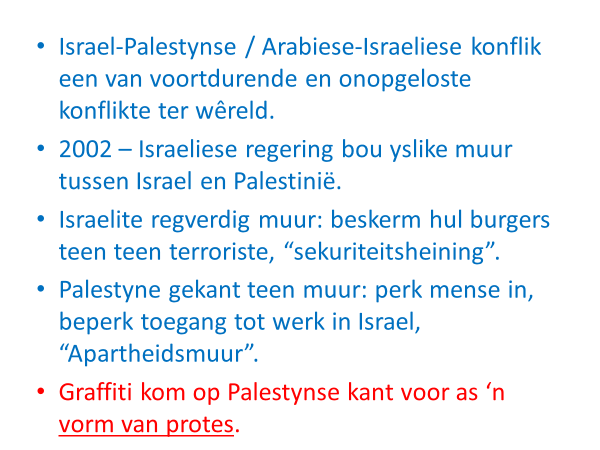 • Israel-Palestynse / Arabiese-Israeliese konflik
een van voortdurende en onopgeloste
konflikte ter wêreld.
• 2002 – Israeliese regering bou yslike muur
tussen Israel en Palestinië.
• Israelite regverdig muur: beskerm hul burgers
teen teen terroriste, “sekuriteitsheining”.
• Palestyne gekant teen muur: perk mense in,
beperk toegang tot werk in Israel,
“Apartheidsmuur”.
• Graffiti kom op Palestynse kant voor as ‘n
vorm van protes.